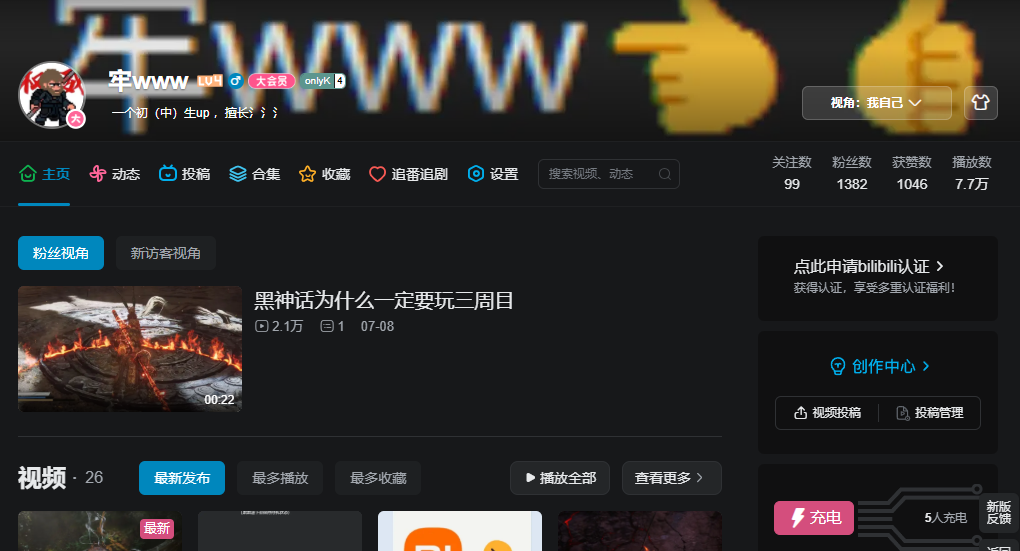 牢www
牢www LV4 大会员 onlyK 4
一个初（中）生up ，擅长氵氵氵
视角：我自己
主页 动态 投稿 合集 收藏 追番追剧 设置 搜索视频、动态
关注数 粉丝数 获赞数 播放数
99 1382 1046 7.7万
粉丝视角 新访客视角
黑神话为什么一定要玩三周目
2.1万 1 07-08
00:22
点此申请bilibili认证
获得认证，享受多重认证福利！
创作中心
视频投稿 投稿管理
视频 · 26 最新发布 最多播放 最多收藏 播放全部 查看更多
最新
充电 5人充电
新版
反馈